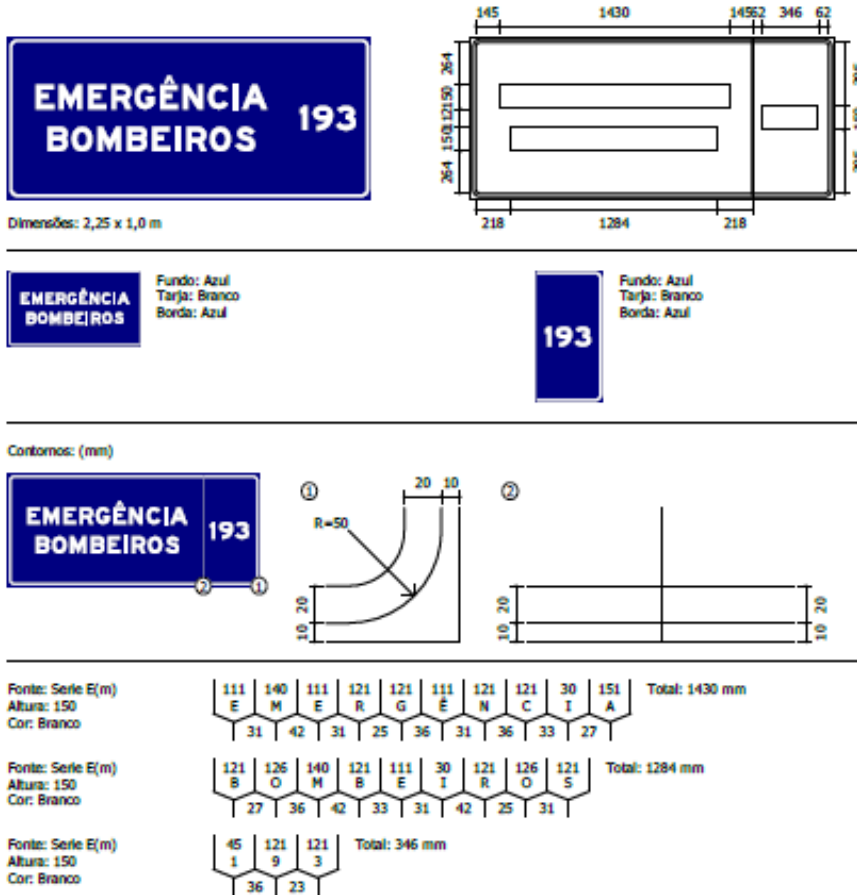 145 1430 145 62 346 62
EMERGÊNCIA
BOMBEIROS
193
264
150
121
150
264
218 1284 218
Dimensões: 2,25 x 1,0 m
EMERGÊNCIA
BOMBEIROS
Fundo: Azul
Tarja: Branco
Borda: Azul
193
Fundo: Azul
Tarja: Branco
Borda: Azul
Contornos: (mm)
EMERGÊNCIA
BOMBEIROS
193
② ①
①
20 10
R=50
20
10
②
20
10
20
10
Fonte: Serie E(m)
Altura: 150
Cor: Branco
111 140 111 121 121 111 121 121 30 151
E M E R G Ê N C I A
31 42 31 25 36 31 36 33 27
Total: 1430 mm
Fonte: Serie E(m)
Altura: 150
Cor: Branco
121 126 140 121 111 30 121 126 121
B O M B E I R O S
27 36 42 33 31 42 25 31
Total: 1284 mm
Fonte: Serie E(m)
Altura: 150
Cor: Branco
45 121 121
1 9 3
36 23
Total: 346 mm